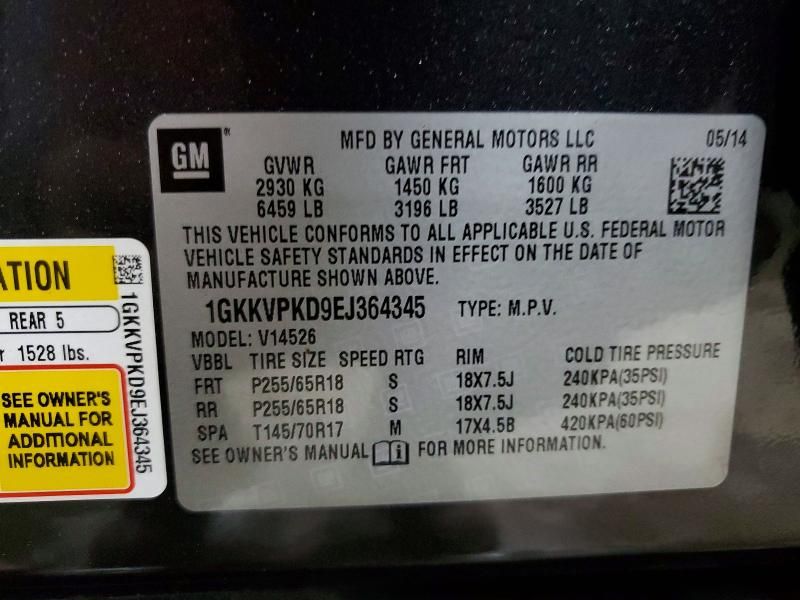 GM®
MFD BY GENERAL MOTORS LLC 05/14
GVWR GAWR FRT GAWR RR
2930 KG 1450 KG 1600 KG
6459 LB 3196 LB 3527 LB
THIS VEHICLE CONFORMS TO ALL APPLICABLE U.S. FEDERAL MOTOR
VEHICLE SAFETY STANDARDS IN EFFECT ON THE DATE OF
MANUFACTURE SHOWN ABOVE.
1GKKVPKD9EJ364345 TYPE: M.P.V.
MODEL: V14526
VBBL TIRE SIZE SPEED RTG RIM COLD TIRE PRESSURE
FRT P255/65R18 S 18X7.5J 240KPA(35PSI)
RR P255/65R18 S 18X7.5J 240KPA(35PSI)
SPA T145/70R17 M 17X4.5B 420KPA(60PSI)
SEE OWNER'S MANUAL i FOR MORE INFORMATION.
ATION
REAR 5
r 1528 lbs.
SEE OWNER'S
MANUAL FOR
ADDITIONAL
INFORMATION
1GKKVPKD9EJ364345